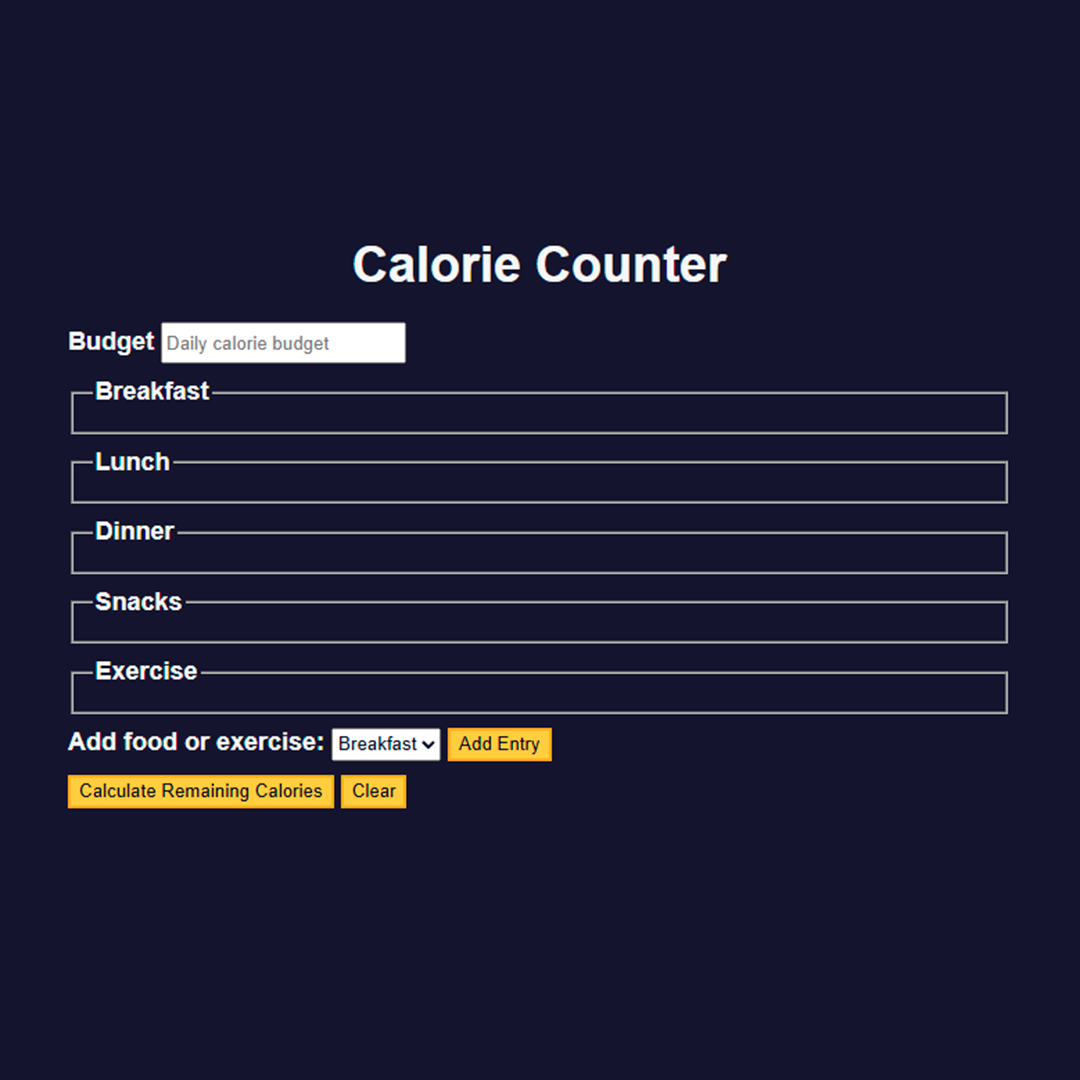 Calorie Counter
Budget Daily calorie budget
Breakfast
Lunch
Dinner
Snacks
Exercise
Add food or exercise: Breakfast Add Entry
Calculate Remaining Calories Clear